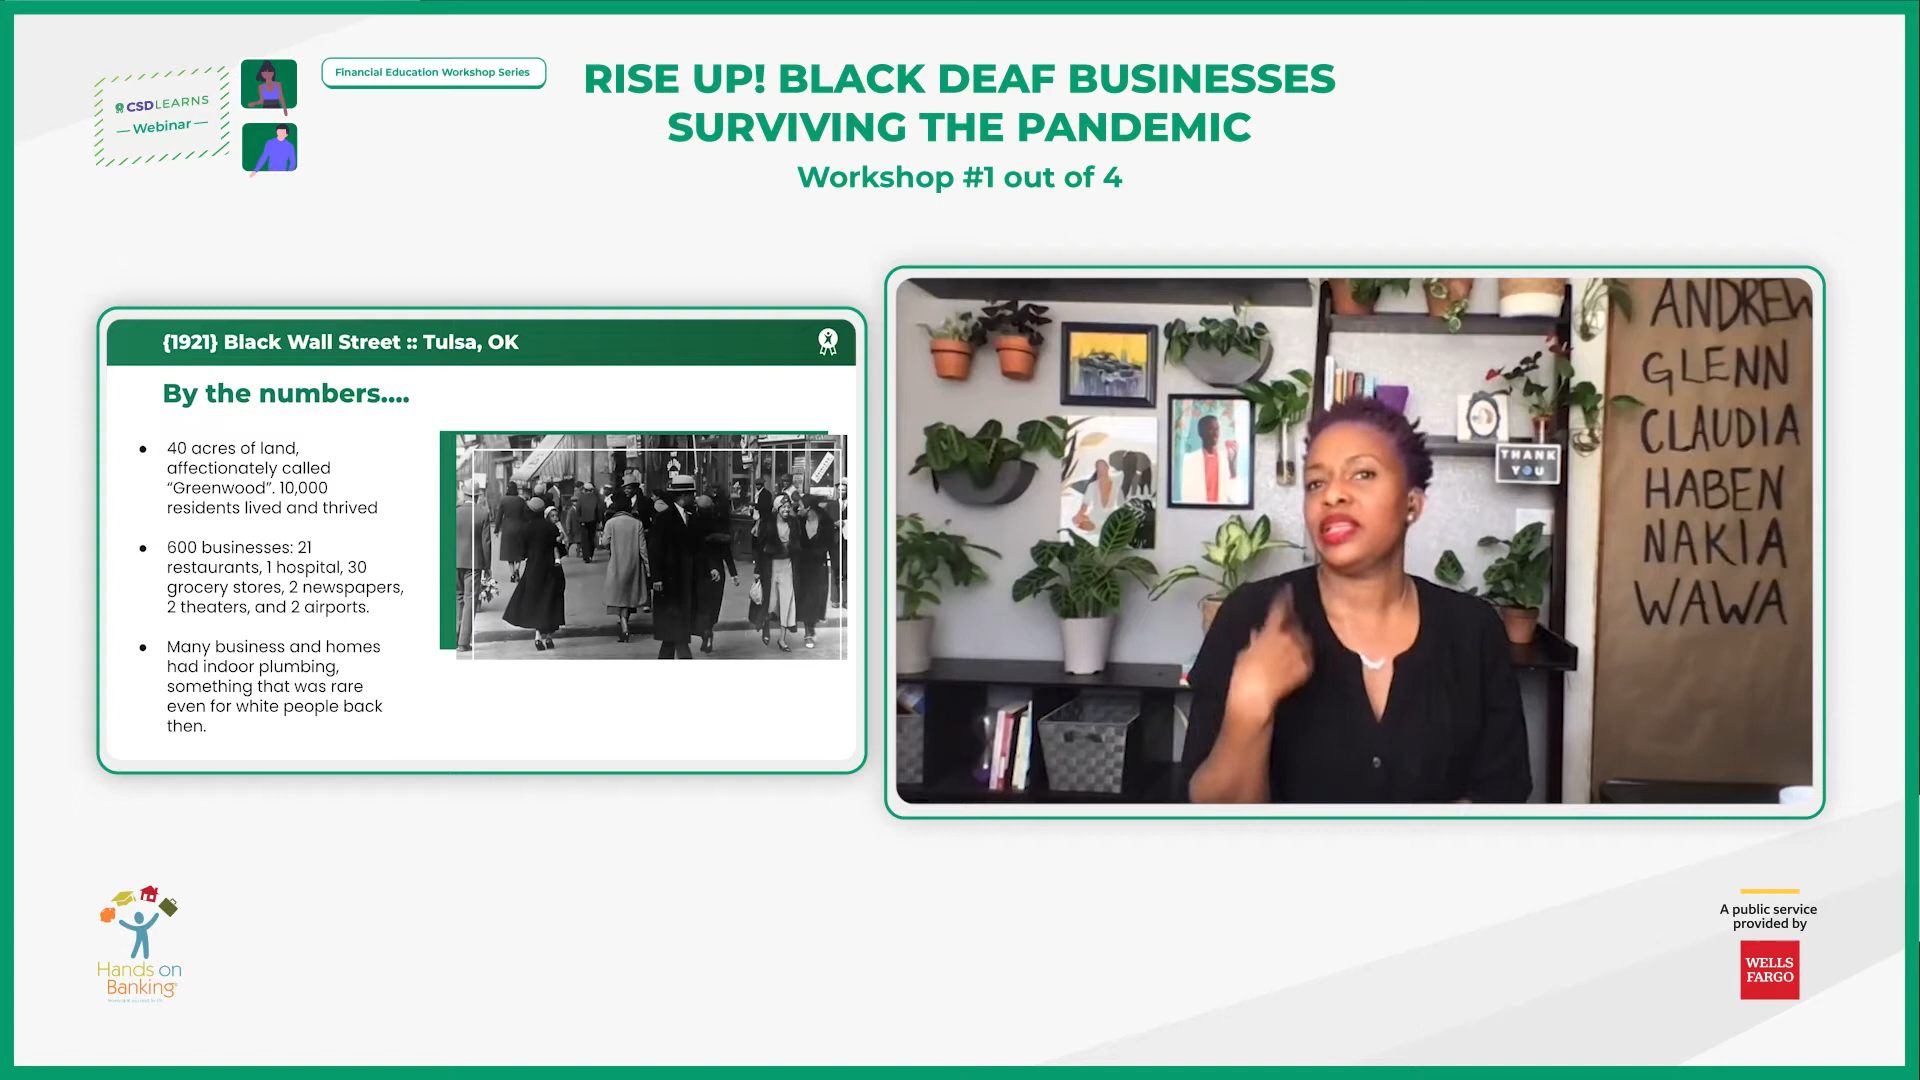 CSDLEARNS
— Webinar —
Financial Education Workshop Series
RISE UP! BLACK DEAF BUSINESSES
SURVIVING THE PANDEMIC
Workshop #1 out of 4
{1921} Black Wall Street :: Tulsa, OK
By the numbers....
● 40 acres of land,
affectionately called
“Greenwood”. 10,000
residents lived and thrived
● 600 businesses: 21
restaurants, 1 hospital, 30
grocery stores, 2 newspapers,
2 theaters, and 2 airports.
● Many business and homes
had indoor plumbing,
something that was rare
even for white people back
then.
THANK
YOU
ANDREW
GLENN
CLAUDIA
HABEN
NAKIA
WAWA
Hands on
Banking®
A public service
provided by
WELLS
FARGO